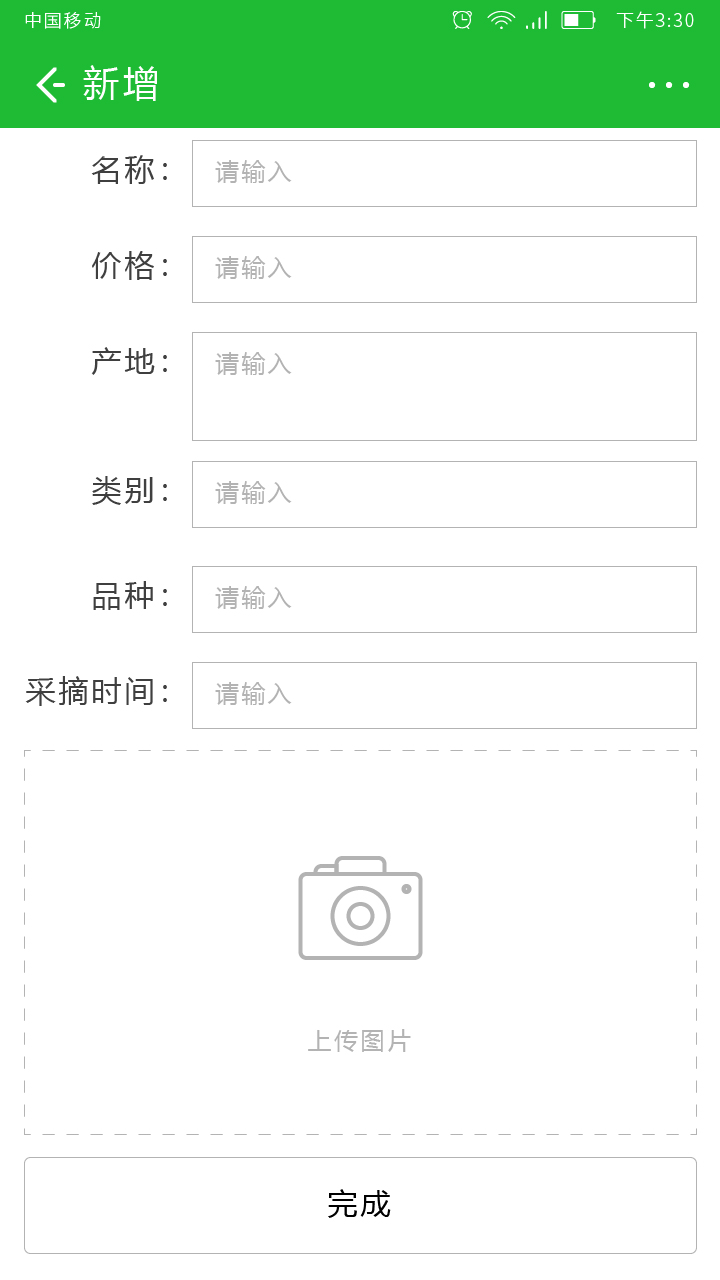 中国移动 下午3:30
新增
名称： 请输入
价格： 请输入
产地： 请输入
类别： 请输入
品种： 请输入
采摘时间： 请输入
上传图片
完成